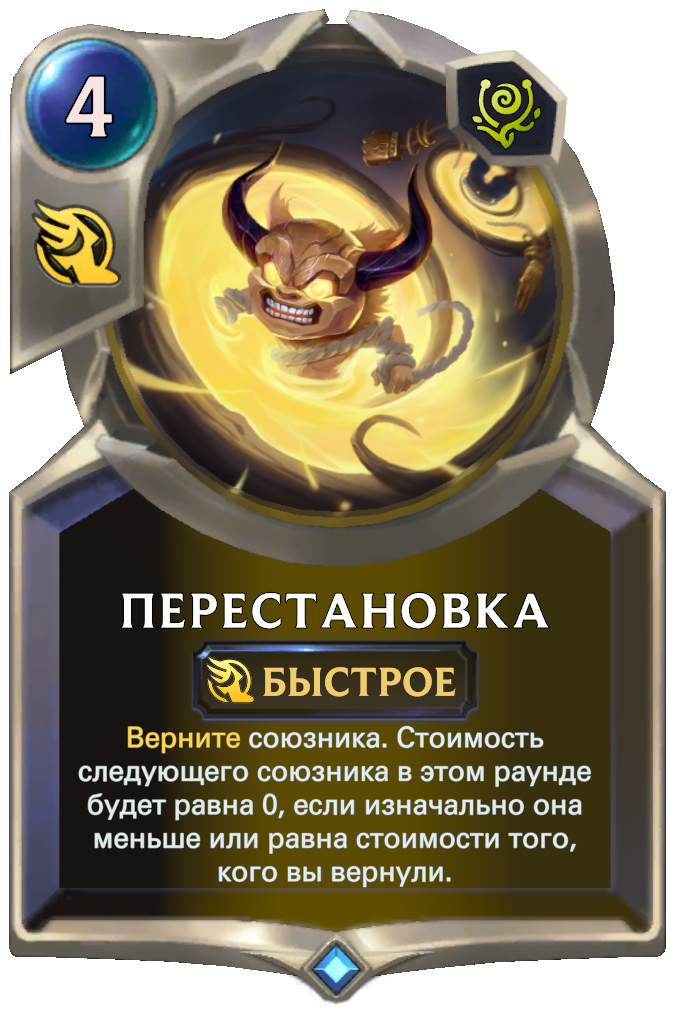 4
ПЕРЕСТАНОВКА
БЫСТРОЕ
Верните союзника. Стоимость
следующего союзника в этом раунде
будет равна 0, если изначально она
меньше или равна стоимости того,
кого вы вернули.